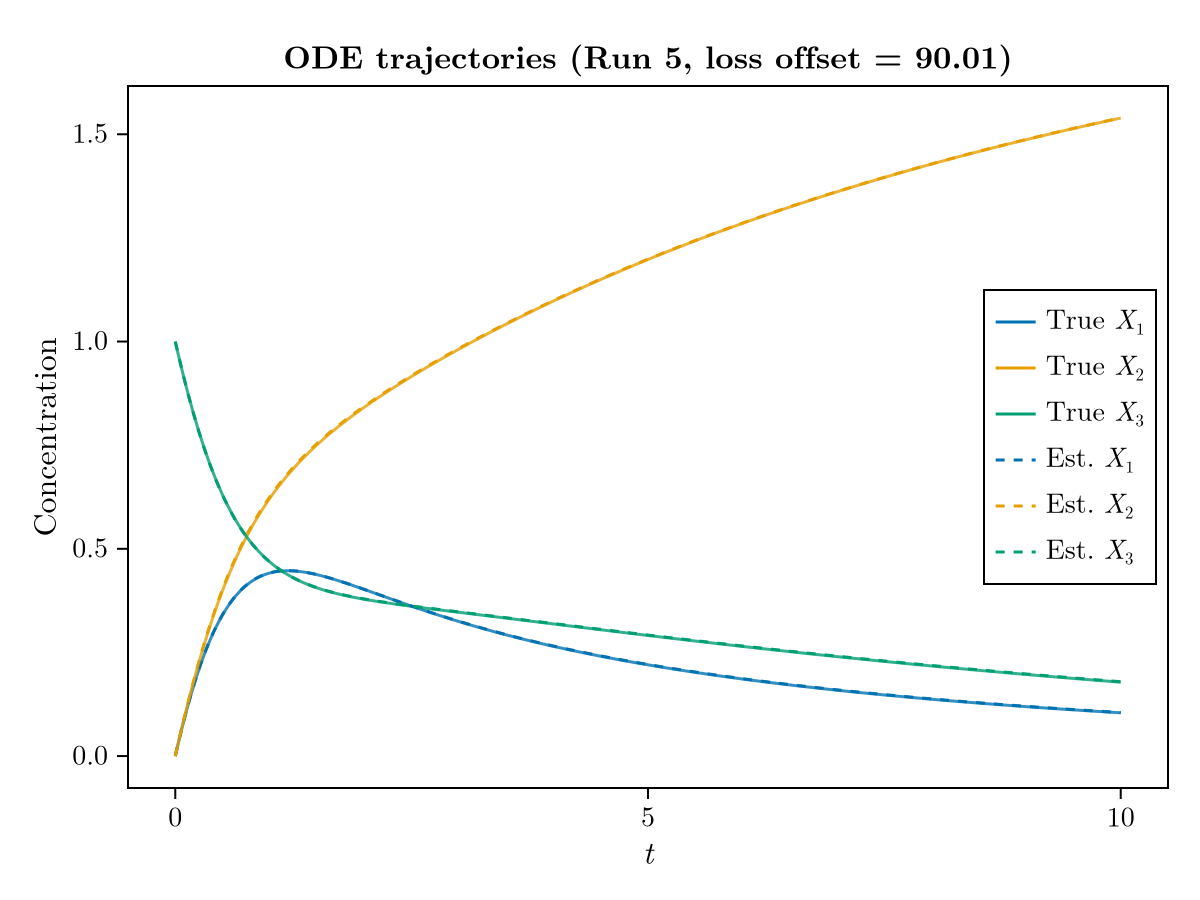 ODE trajectories (Run 5, loss offset = 90.01)
1.5
1.0
0.5
0.0
Concentration
True X₁
True X₂
True X₃
Est. X₁
Est. X₂
Est. X₃
0 5 10
t